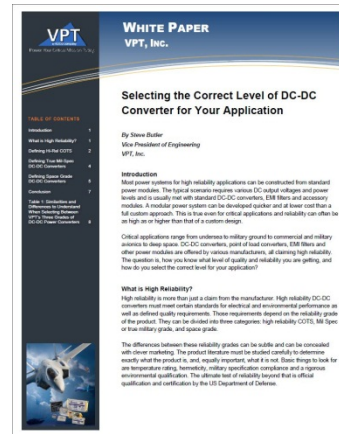 VPT
WHITE PAPER
VPT, INC.
Selecting the Correct Level of DC-DC
Converter for Your Application
By Steve Butler
Vice President of Engineering
VPT, Inc.
TABLE OF CONTENTS
Introduction 1
What is High Reliability? 1
Defining Hi-Rel COTS 2
Defining True Mil-Spec
DC-DC Converters 4
Defining Space Grade
DC-DC Converters
Conclusion 7
Table 1: Similarities and
Differences to Understand
When Selecting Between
VPT's Three Grades of
DC-DC Power Converters
Introduction
Most power systems for high reliability applications can be constructed from standard
power modules. The typical scenario requires various DC output voltages and power
levels and is usually met with standard DC-DC converters, EMI filters and accessory
modules. A modular power system can be developed quicker and at lower cost than a
full custom approach. This is true even for critical applications and reliability can often be
as high as or higher than that of a custom design.
Critical applications range from undersea to military ground to commercial and military
avionics to deep space. DC-DC converters, point of load converters, EMI filters and
other power modules are offered by various manufacturers, all claiming high reliability.
The question is, how you know what level of quality and reliability you are getting, and
how do you select the correct level for your application?
What is High Reliability?
High reliability is more than just a claim from the manufacturer. High reliability DC-DC
converters must meet certain standards for electrical and environmental performance as
well as defined quality requirements. Those requirements depend on the reliability grade
of the product. They can be divided into three categories: high reliability COTS, Mil Spec
or true military grade, and space grade.
The differences between these reliability grades can be subtle and can be concealed
with clever marketing. The product literature must be studied carefully to determine
exactly what the product is, and, equally important, what it is not. Basic things to look for
are temperature rating, hermeticity, military specification compliance and a rigorous
environmental qualification. The ultimate test of reliability beyond that is official
qualification and certification by the US Department of Defense.